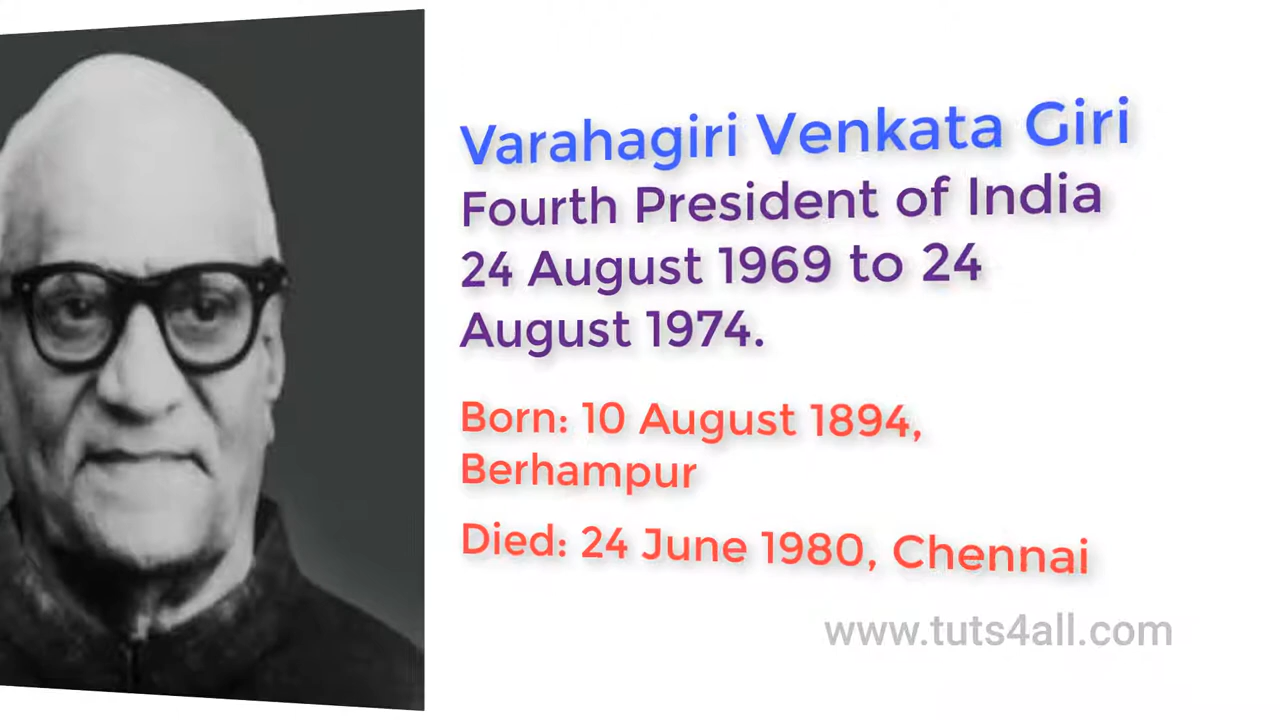 Varahagiri Venkata Giri
Fourth President of India
24 August 1969 to 24
August 1974.
Born: 10 August 1894,
Berhampur
Died: 24 June 1980, Chennai
www.tuts4all.com